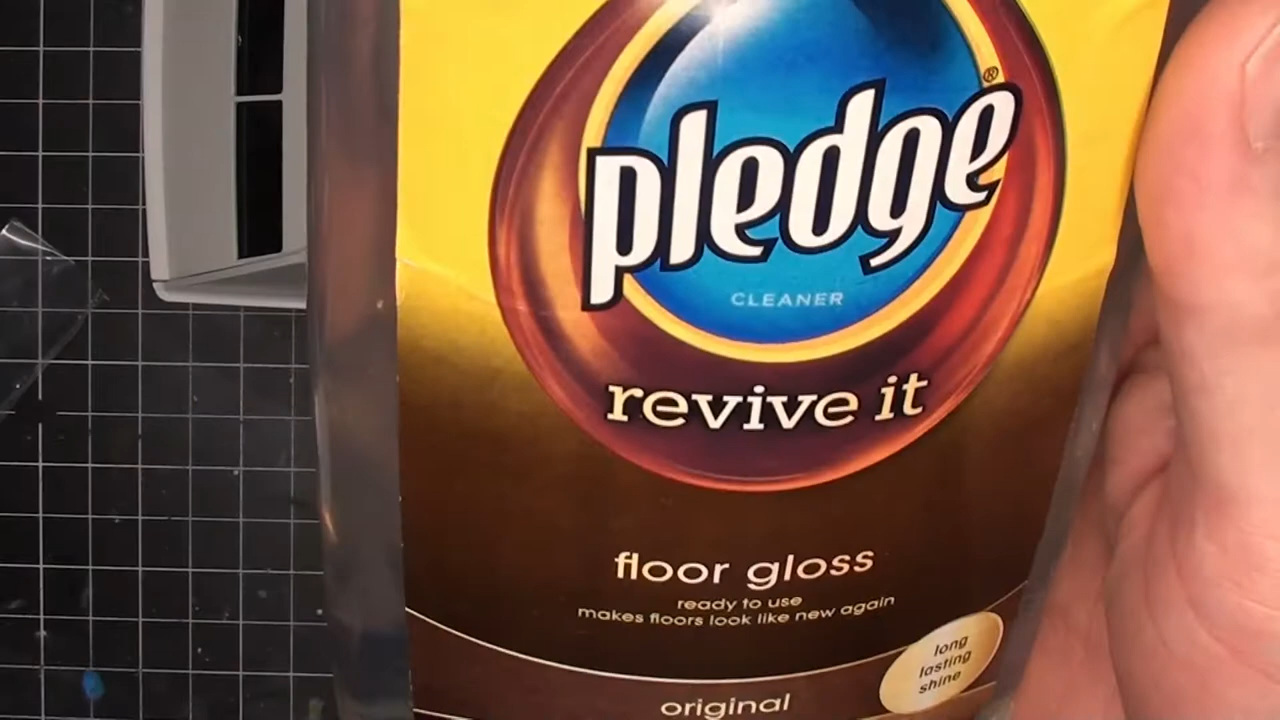 pledge®
CLEANER
revive it
floor gloss
ready to use
makes floors look like new again
long
lasting
shine
original